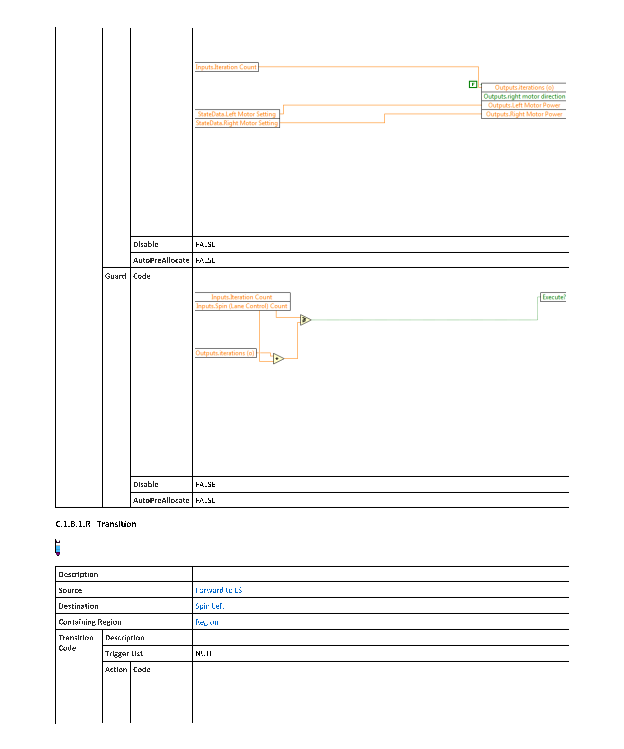 Inputs.Iteration Count
F
Outputs.iterations (o)
Outputs.right motor direction
StateData.Left Motor Setting
Outputs.Left Motor Power
StateData.Right Motor Setting
Outputs.Right Motor Power
Disable FALSE
AutoPreAllocate FALSE
Guard Code
Inputs.Iteration Count
Execute?
Inputs.Spin (Lane Control) Count
Outputs.iterations (o)
Disable FALSE
AutoPreAllocate FALSE
Transition
Description
Source Forward to LS
Destination Spin Left
Containing Region Region
Transition Code Description
Trigger List NULL
Action Code